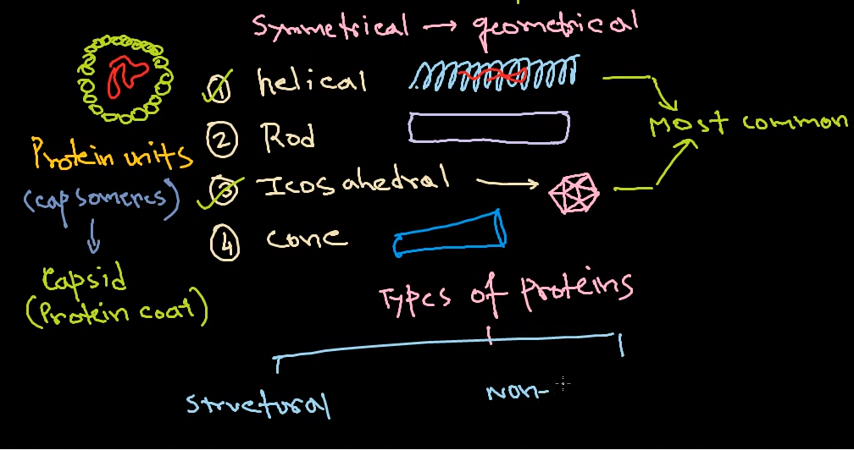 Symmetrical → geometrical
① helical
② Rod
③ Icosahedral →
④ cone
Most common
Protein units
(capsomeres)
↓
Capsid
(Protein coat)
Types of proteins
Structural
Non-